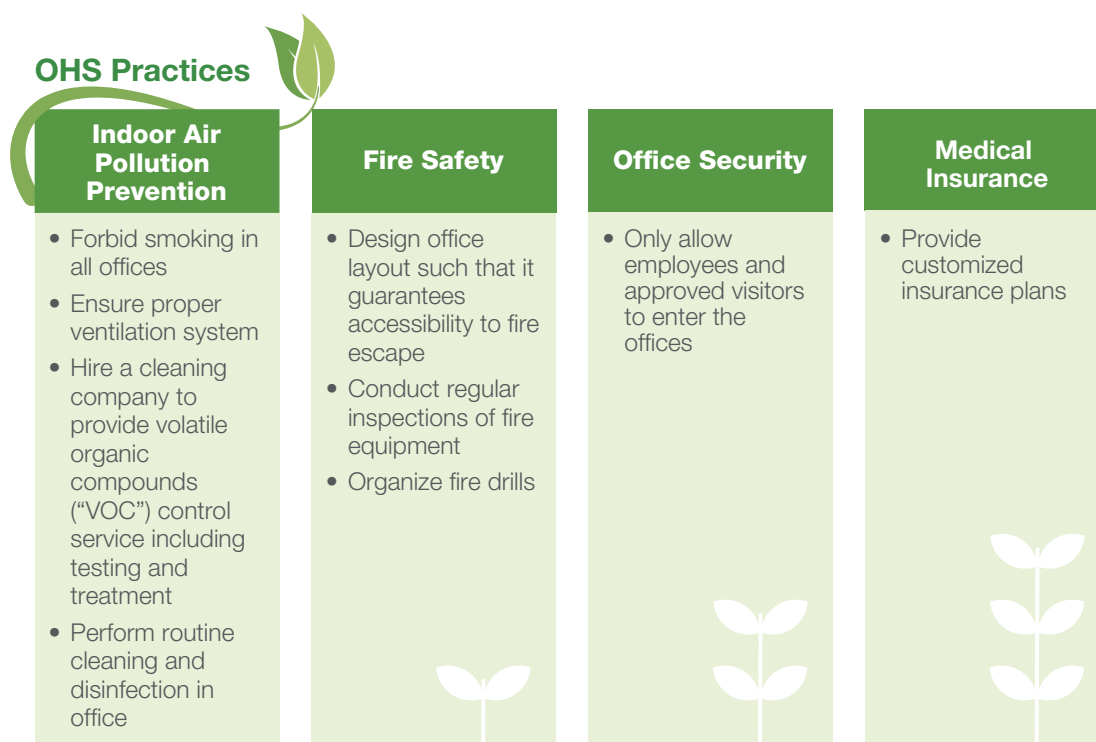 OHS Practices
Indoor Air
Pollution
Prevention
• Forbid smoking in
all offices
• Ensure proper
ventilation system
• Hire a cleaning
company to
provide volatile
organic
compounds
(“VOC”) control
service including
testing and
treatment
• Perform routine
cleaning and
disinfection in
office
Fire Safety
• Design office
layout such that it
guarantees
accessibility to fire
escape
• Conduct regular
inspections of fire
equipment
• Organize fire drills
Office Security
• Only allow
employees and
approved visitors
to enter the
offices
Medical
Insurance
• Provide
customized
insurance plans